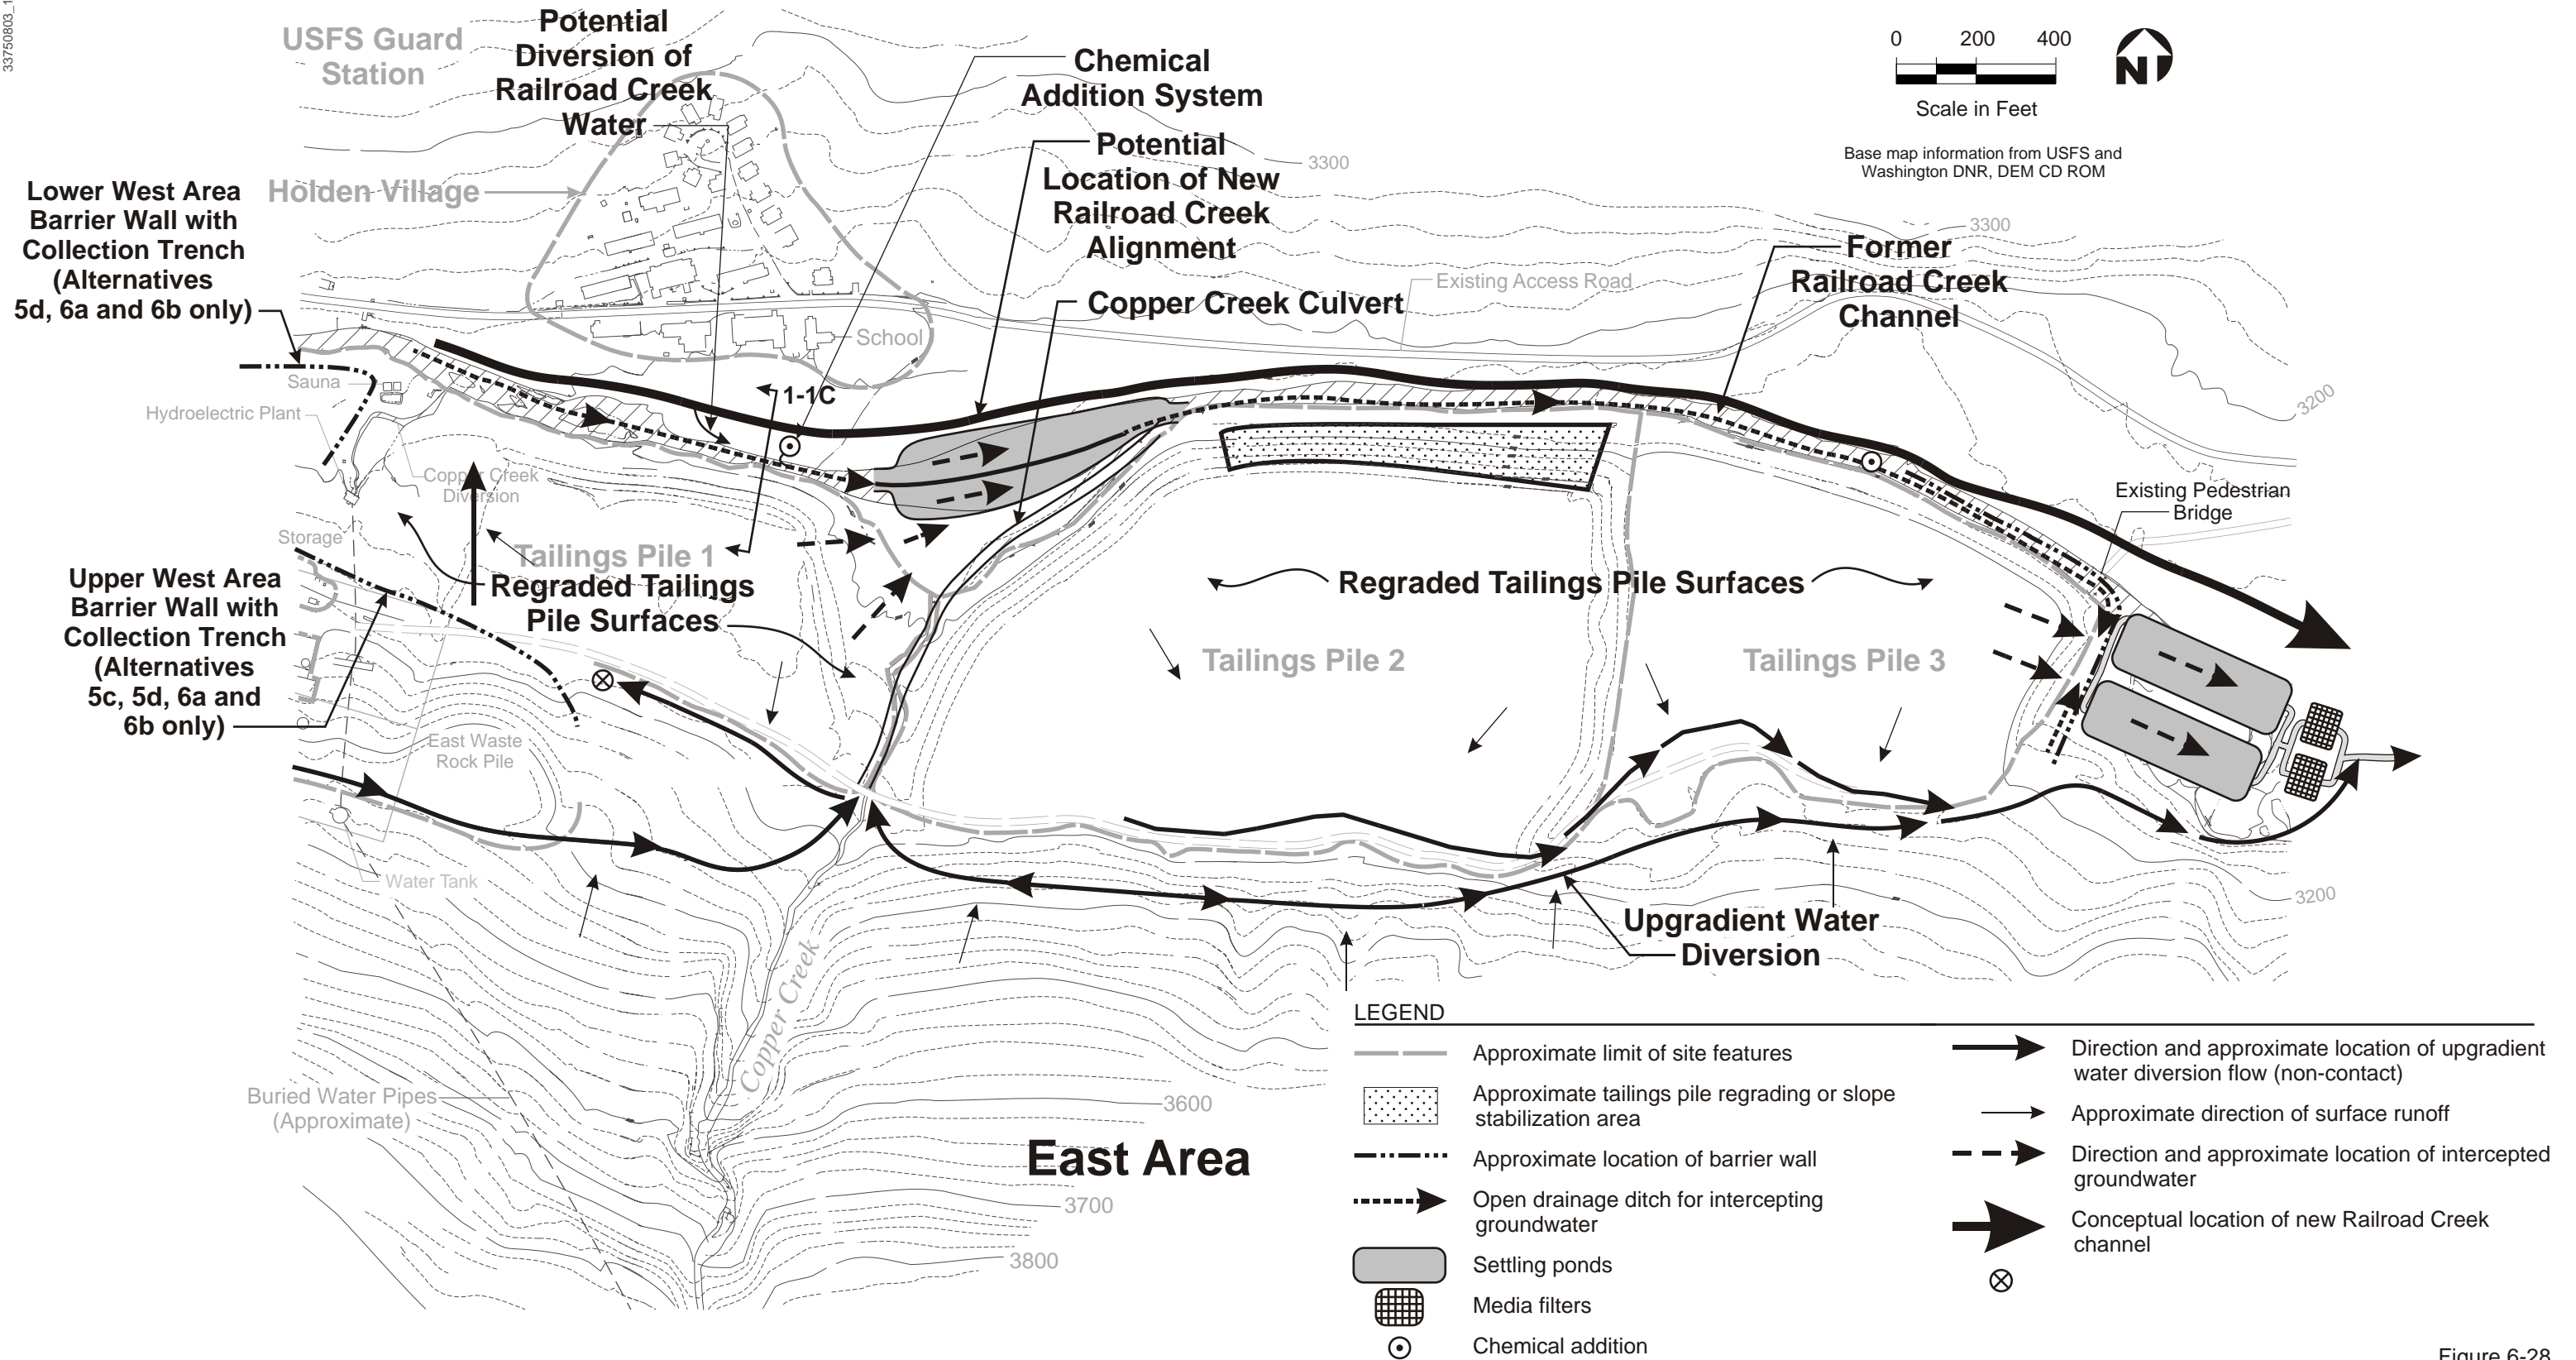 33750803_1
USFS Guard
Station
Potential
Diversion of
Railroad Creek
Water
Chemical
Addition System
Potential
Location of New
Railroad Creek
Alignment
Copper Creek Culvert
0 200 400
Scale in Feet
N
Base map information from USFS and
Washington DNR, DEM CD ROM
3300
3300
Lower West Area
Barrier Wall with
Collection Trench
(Alternatives
5d, 6a and 6b only)
Holden Village
Existing Access Road
Former
Railroad Creek
Channel
School
Sauna
Hydroelectric Plant
1-1C
3200
Copper Creek
Diversion
Existing Pedestrian
Bridge
Storage
Tailings Pile 1
Regraded Tailings
Pile Surfaces
Regraded Tailings Pile Surfaces
Upper West Area
Barrier Wall with
Collection Trench
(Alternatives
5c, 5d, 6a and
6b only)
Tailings Pile 2
Tailings Pile 3
East Waste
Rock Pile
Water Tank
3200
Upgradient Water
Diversion
Copper Creek
Buried Water Pipes
(Approximate)
3600
East Area
3700
3800
LEGEND
Approximate limit of site features
Approximate tailings pile regrading or slope
stabilization area
Approximate location of barrier wall
Open drainage ditch for intercepting
groundwater
Settling ponds
Media filters
Chemical addition
Direction and approximate location of upgradient
water diversion flow (non-contact)
Approximate direction of surface runoff
Direction and approximate location of intercepted
groundwater
Conceptual location of new Railroad Creek
channel
Figure 6-28